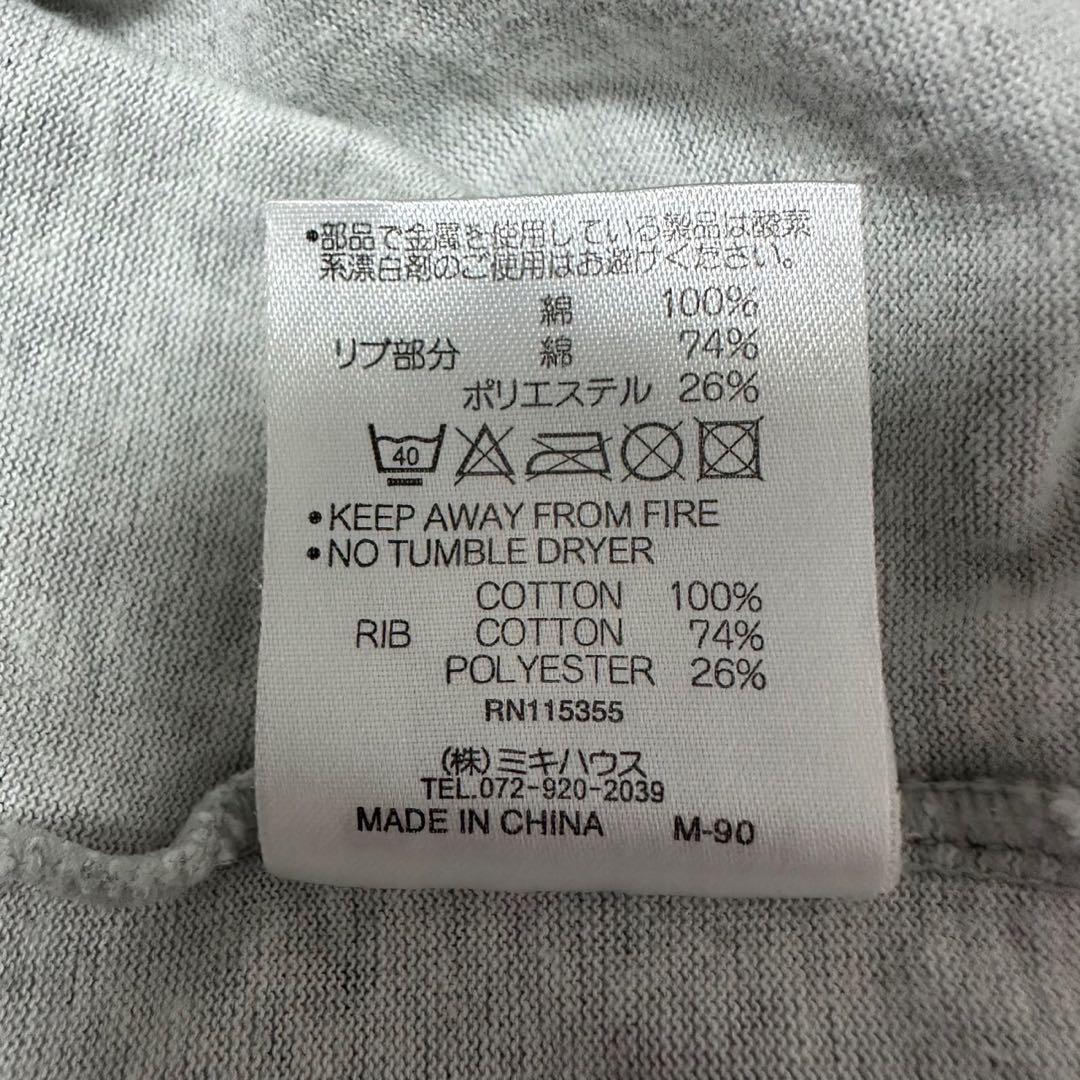 •部品で金属を使用している製品は酸素
系漂白剤のご使用はお避けください。
綿 100%
リブ部分 綿 74%
ポリエステル 26%
40
•KEEP AWAY FROM FIRE
•NO TUMBLE DRYER
COTTON 100%
RIB COTTON 74%
POLYESTER 26%
RN115355
(株)ミキハウス
TEL.072-920-2039
MADE IN CHINA M-90